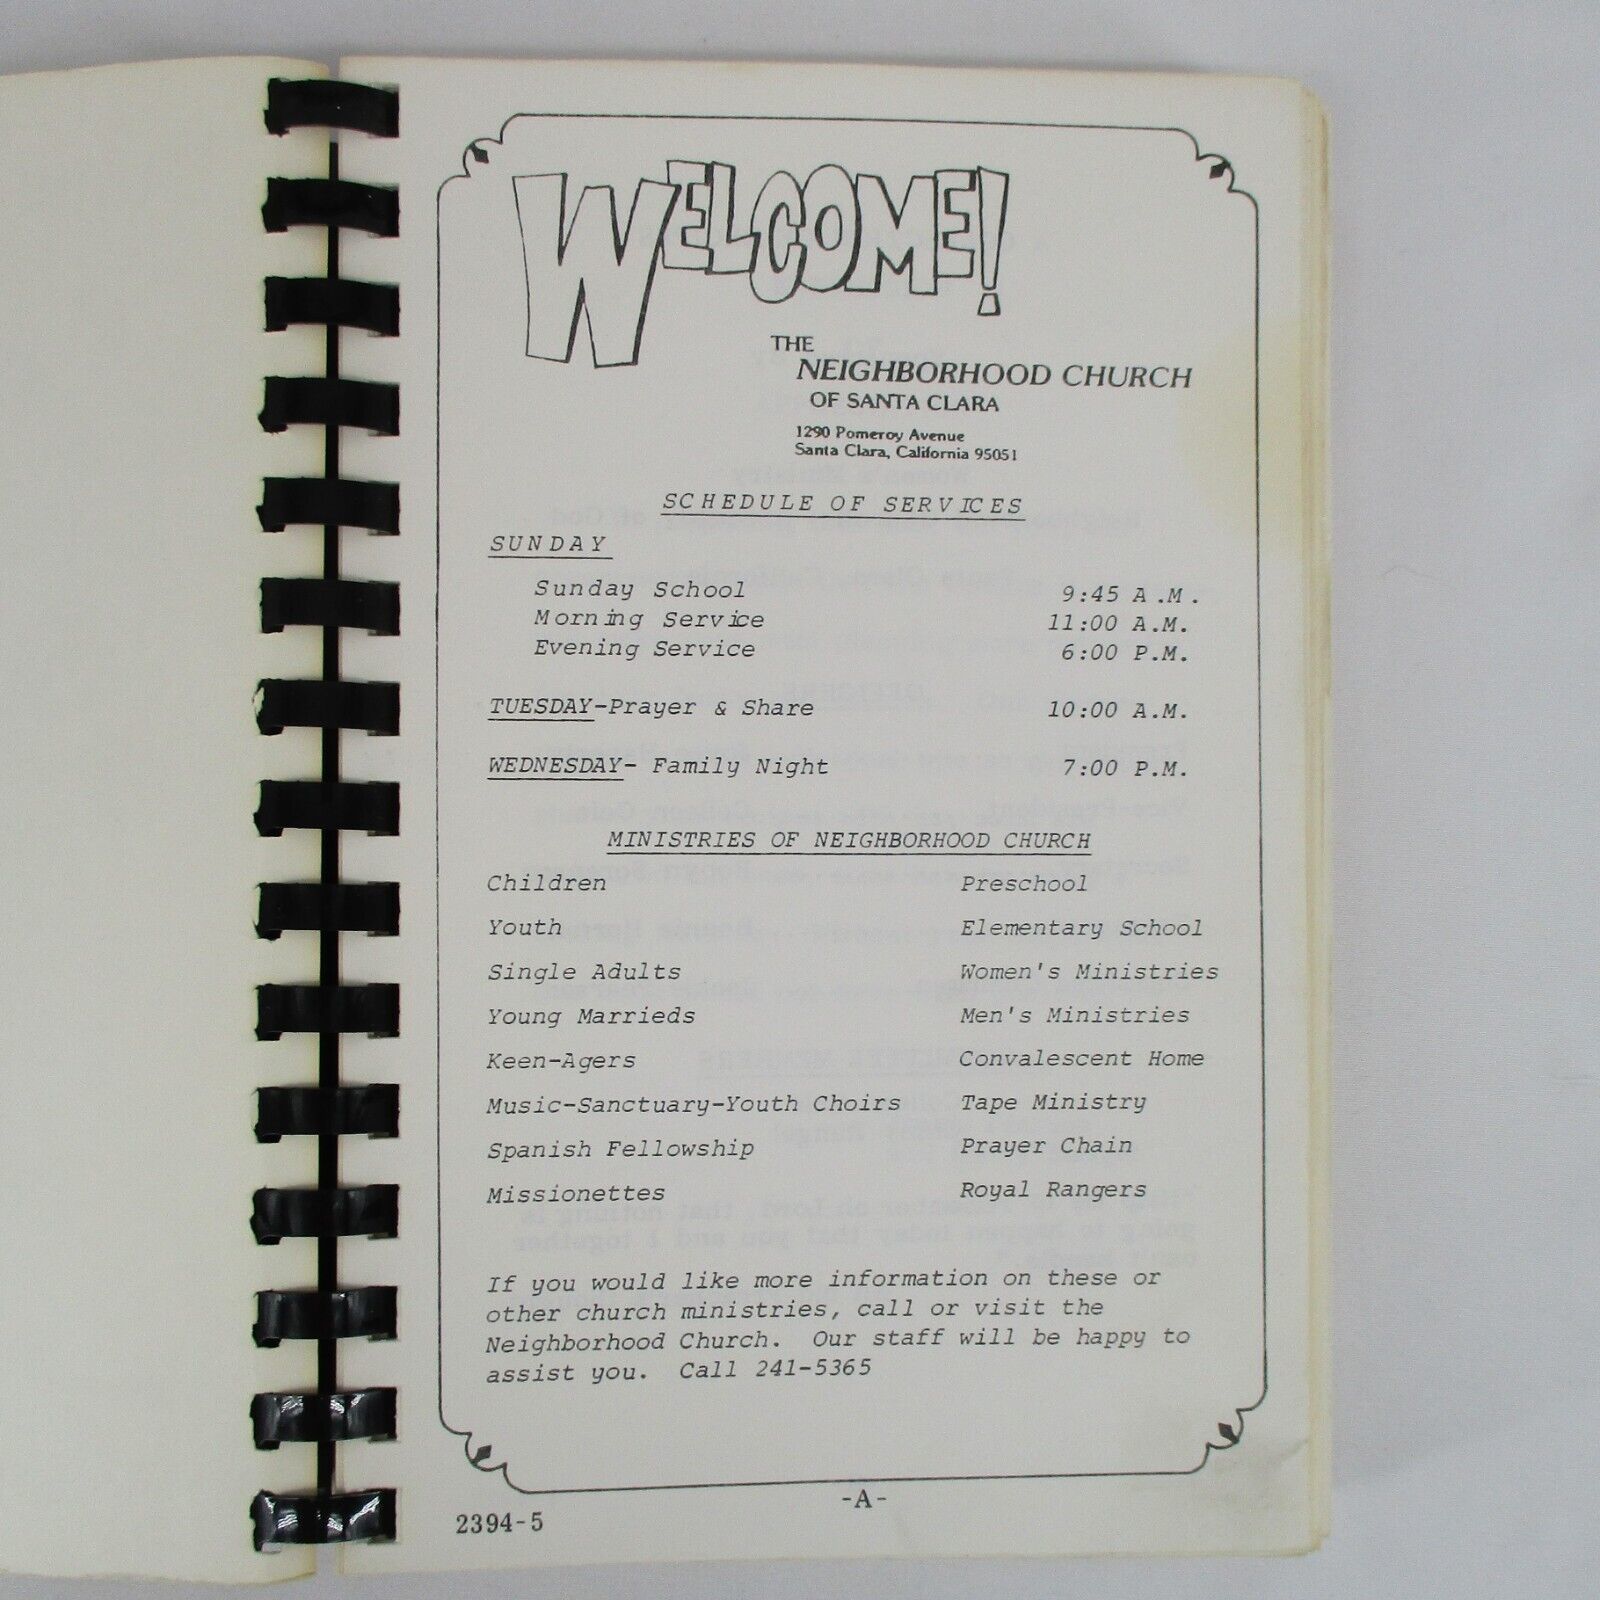 WELCOME!
THE
NEIGHBORHOOD CHURCH
OF SANTA CLARA
1290 Pomeroy Avenue
Santa Clara, California 95051
SCHEDULE OF SERVICES
SUNDAY
Sunday School 9:45 A.M.
Morning Service 11:00 A.M.
Evening Service 6:00 P.M.
TUESDAY-Prayer & Share 10:00 A.M.
WEDNESDAY- Family Night 7:00 P.M.
MINISTRIES OF NEIGHBORHOOD CHURCH
Children Preschool
Youth Elementary School
Single Adults Women's Ministries
Young Marrieds Men's Ministries
Keen-Agers Convalescent Home
Music-Sanctuary-Youth Choirs Tape Ministry
Spanish Fellowship Prayer Chain
Missionettes Royal Rangers
If you would like more information on these or
other church ministries, call or visit the
Neighborhood Church. Our staff will be happy to
assist you. Call 241-5365
-A-
2394-5